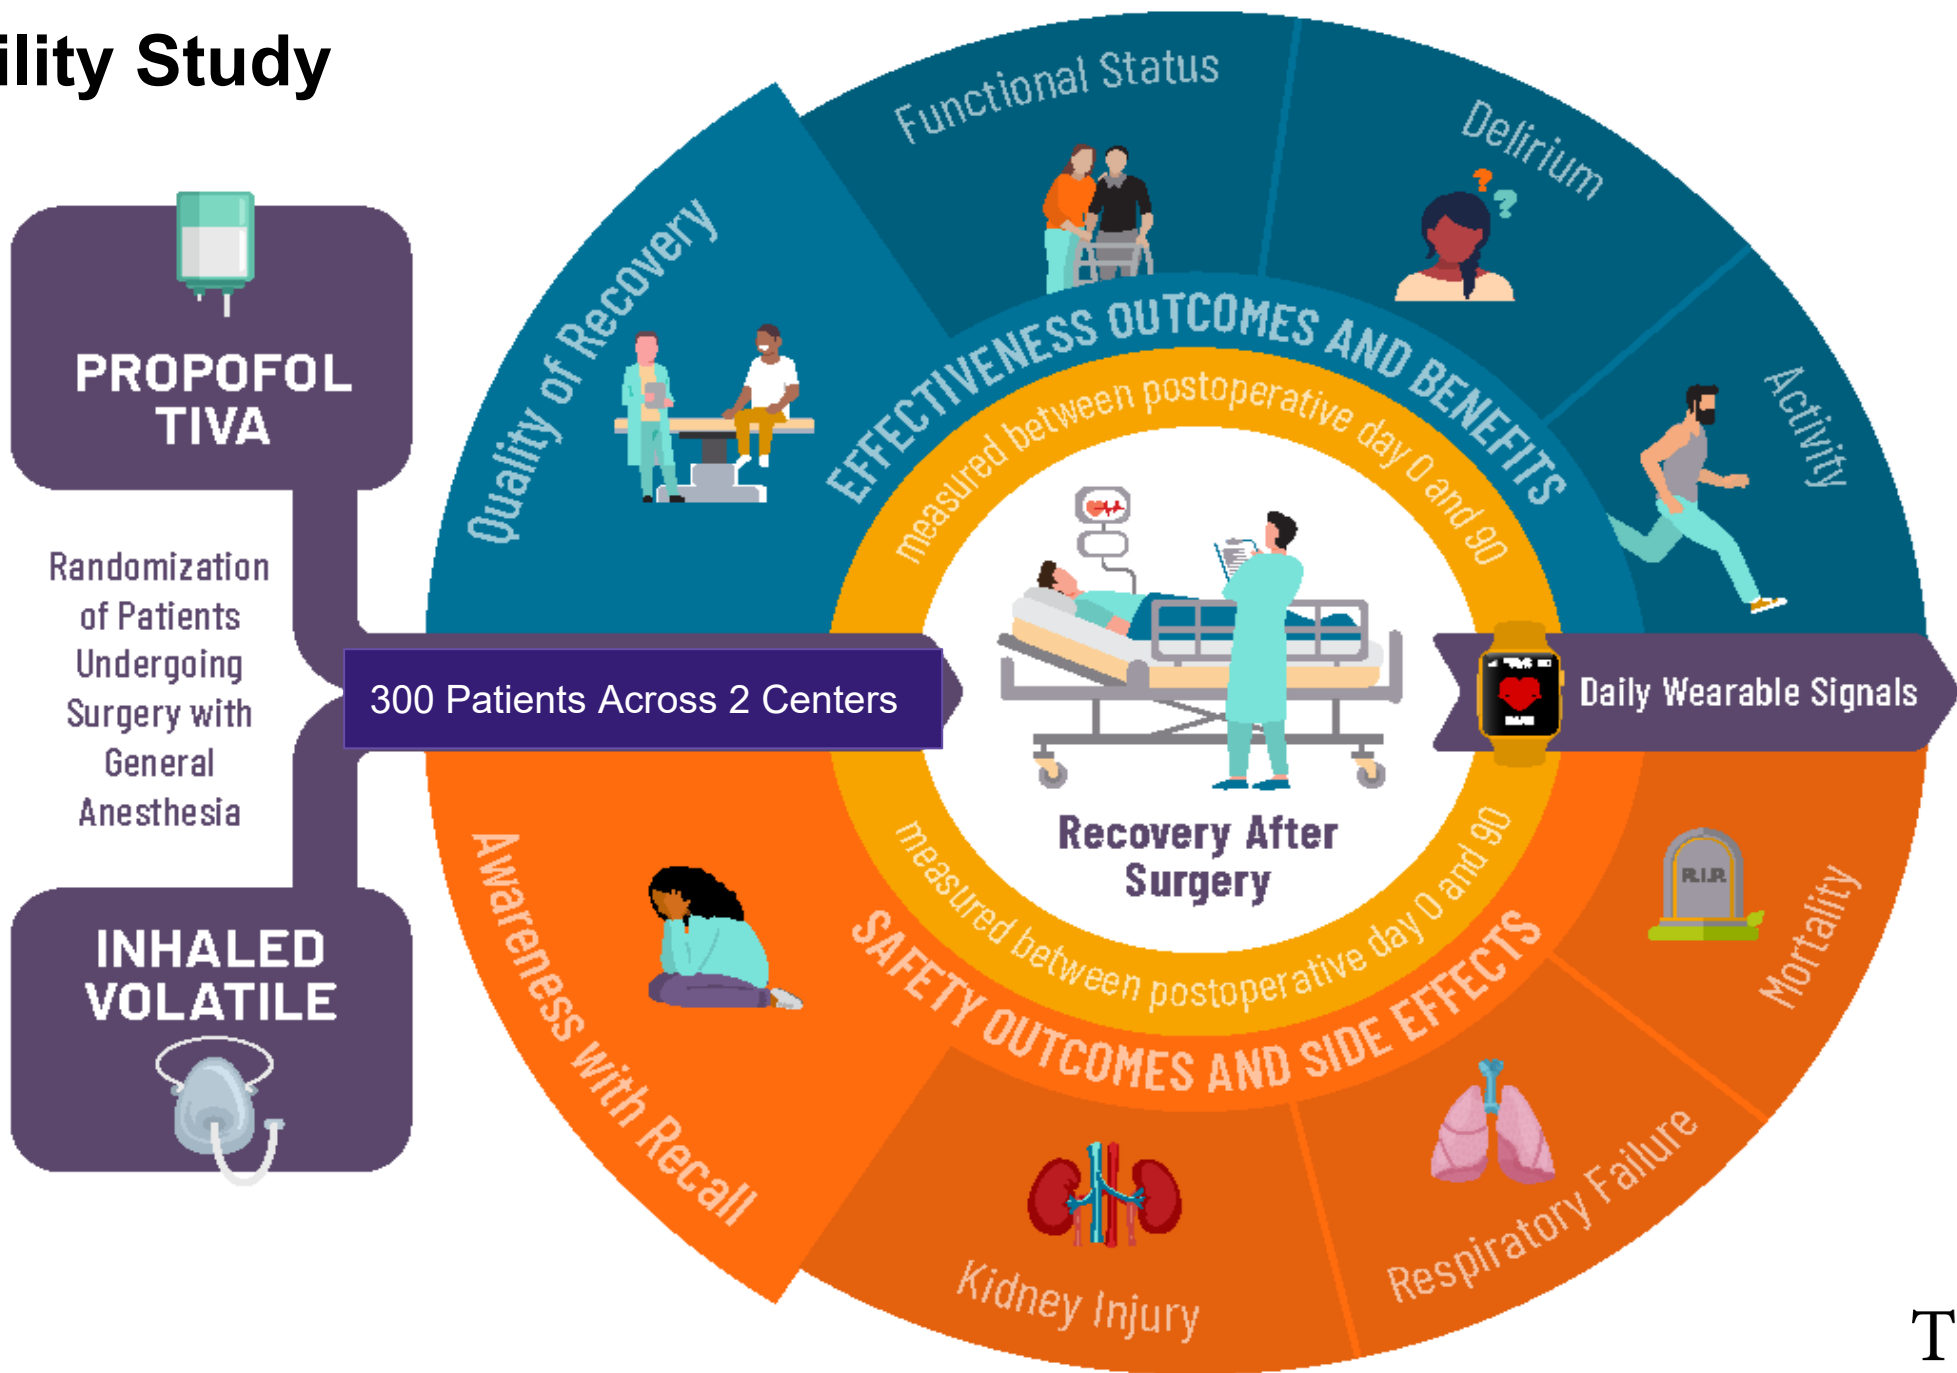 ility Study
PROPOFOL
TIVA
Randomization
of Patients
Undergoing
Surgery with
General
Anesthesia
INHALED
VOLATILE
300 Patients Across 2 Centers
Quality of Recovery
Functional Status
Delirium
Activity
EFFECTIVENESS OUTCOMES AND BENEFITS
measured between postoperative day 0 and 90
Recovery After
Surgery
Daily Wearable Signals
measured between postoperative day 0 and 90
SAFETY OUTCOMES AND SIDE EFFECTS
Awareness with Recall
Kidney Injury
Respiratory Failure
Mortality
R.I.P.
T